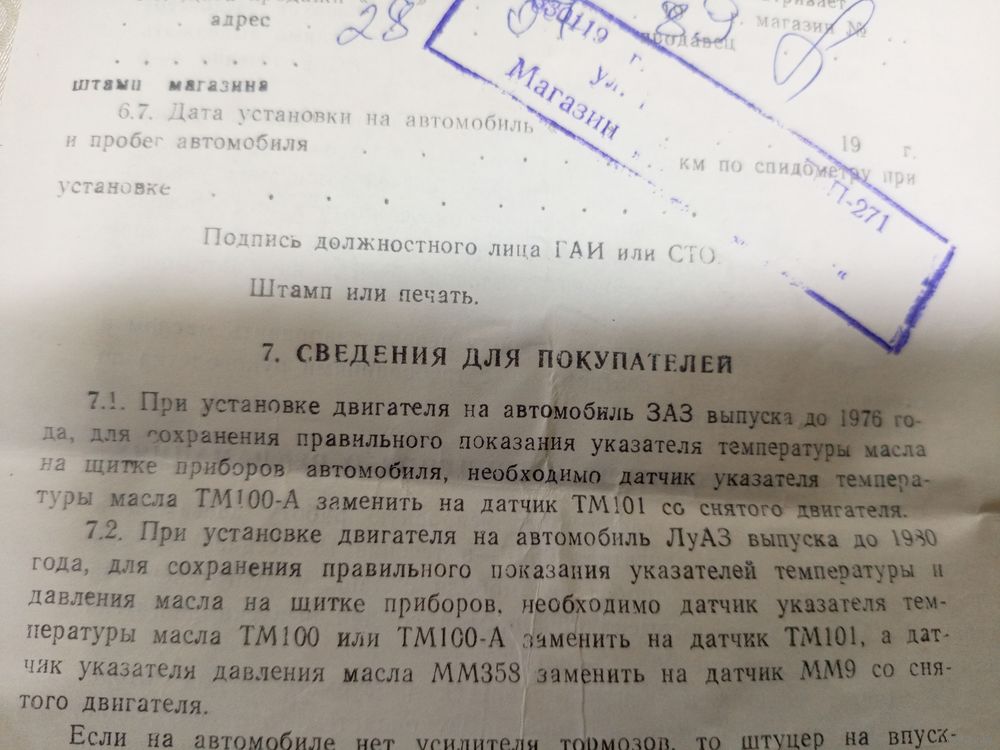 адрес
28 89
магазин №
продавец
330119 г.
ул.
Магазин
П-271
штамп магазина
6.7. Дата установки на автомобиль « 19 г.
и пробег автомобиля . . . . . . . км по спидометру при
установке . . . . . . . . .
Подпись должностного лица ГАИ или СТО.
Штамп или печать.
7. СВЕДЕНИЯ ДЛЯ ПОКУПАТЕЛЕЙ
7.1. При установке двигателя на автомобиль ЗАЗ выпуска до 1976 го-
да, для сохранения правильного показания указателя температуры масла
на щитке приборов автомобиля, необходимо датчик указателя темпера-
туры масла ТМ100-А заменить на датчик ТМ101 со снятого двигателя.
7.2. При установке двигателя на автомобиль ЛуАЗ выпуска до 1980
года, для сохранения правильного показания указателей температуры и
давления масла на щитке приборов, необходимо датчик указателя тем-
пературы масла ТМ100 или ТМ100-А заменить на датчик ТМ101, а дат-
чик указателя давления масла ММ358 заменить на датчик ММ9 со сня-
того двигателя.
Если на автомобиле нет усилителя тормозов, то штуцер на впуск-